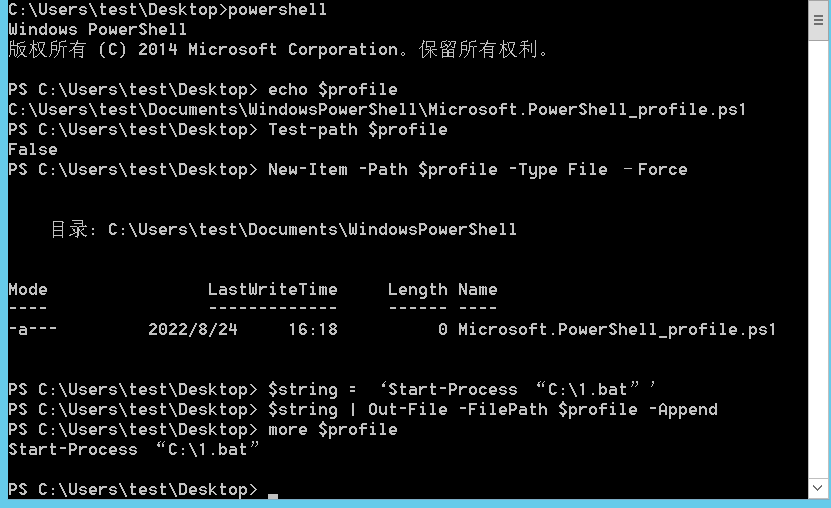 C:\Users\test\Desktop>powershell
Windows PowerShell
版权所有 (C) 2014 Microsoft Corporation。保留所有权利。
PS C:\Users\test\Desktop> echo $profile
C:\Users\test\Documents\WindowsPowerShell\Microsoft.PowerShell_profile.ps1
PS C:\Users\test\Desktop> Test-path $profile
False
PS C:\Users\test\Desktop> New-Item -Path $profile -Type File –Force
目录: C:\Users\test\Documents\WindowsPowerShell
Mode LastWriteTime Length Name
---- ------------- ------ ----
-a--- 2022/8/24 16:18 0 Microsoft.PowerShell_profile.ps1
PS C:\Users\test\Desktop> $string = ‘Start-Process “C:\1.bat”’
PS C:\Users\test\Desktop> $string | Out-File -FilePath $profile -Append
PS C:\Users\test\Desktop> more $profile
Start-Process “C:\1.bat”
PS C:\Users\test\Desktop>